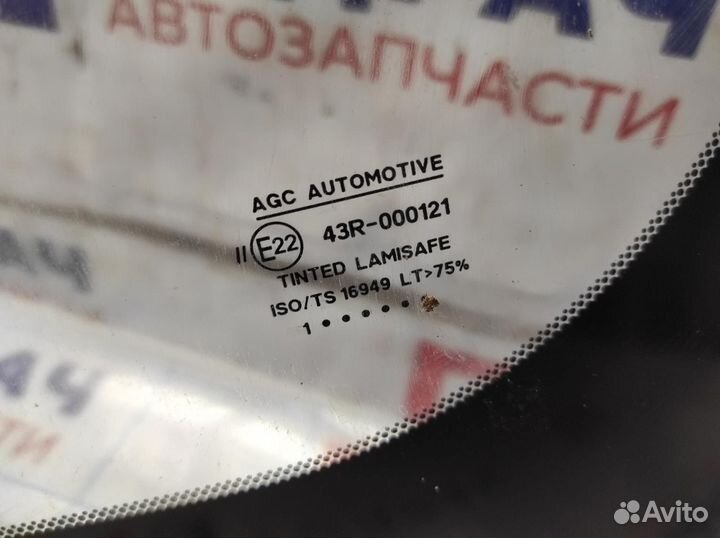 АВТОЗАПЧАСТИ
AGC AUTOMOTIVE
II E22 43R-000121
TINTED LAMISAFE
ISO/TS 16949 LT>75%
1 • • • • •
Avito